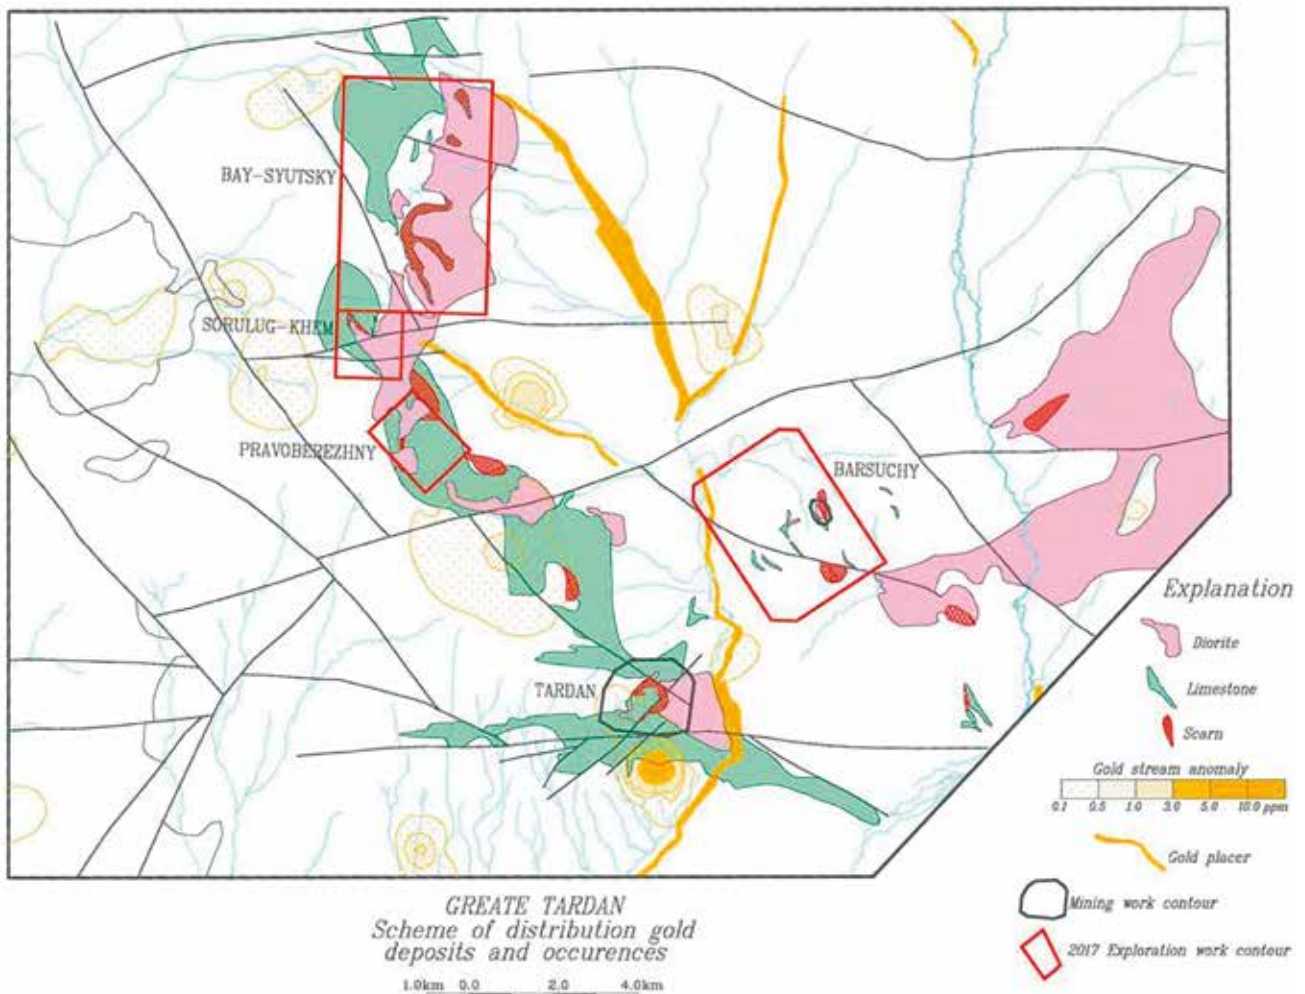 BAY-SYUTSKY
SORULUG-KHEM
PRAVOBEREZHNY
BARSUCHY
TARDAN
Explanation
Diorite
Limestone
Scarn
Gold stream anomaly
0.1 0.5 1.0 3.0 5.0 10.0 ppm
Gold placer
Mining work contour
2017 Exploration work contour
GREATE TARDAN
Scheme of distribution gold
deposits and occurences
1.0km 0.0 2.0 4.0km